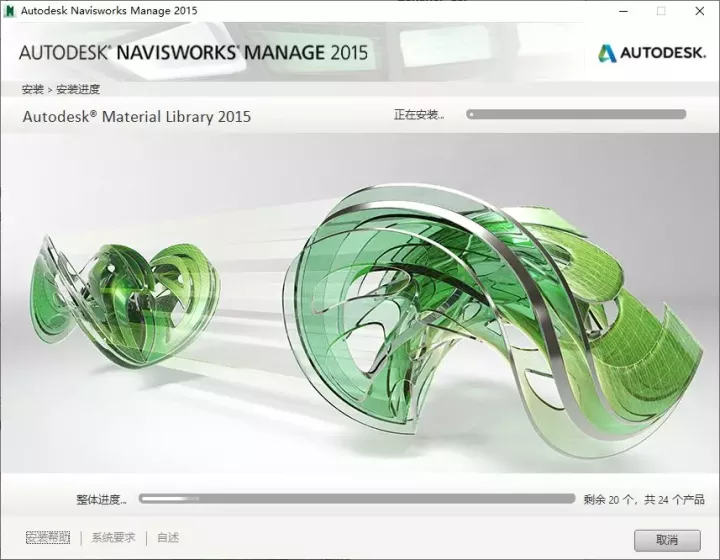 Autodesk Navisworks Manage 2015
AUTODESK® NAVISWORKS® MANAGE 2015
AUTODESK.
安装 > 安装进度
Autodesk® Material Library 2015
正在安装...
整体进度...
剩余 20 个，共 24 个产品
安装帮助
系统要求
自述
取消